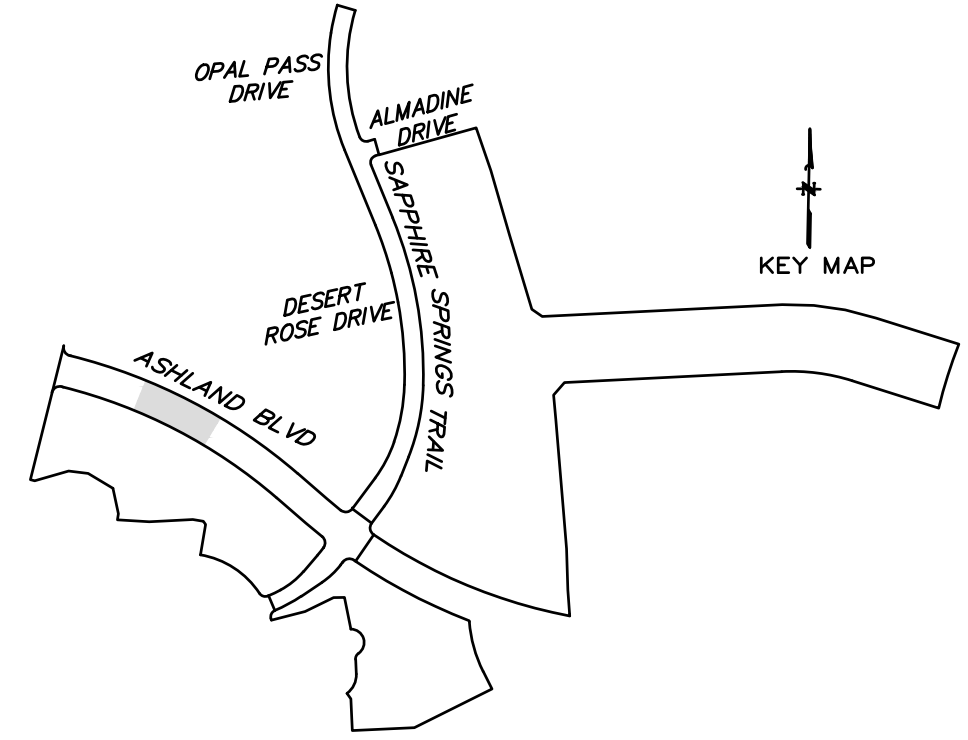 OPAL PASS
DRIVE
ALMADINE
DRIVE
SAPPHIRE SPRINGS TRAIL
N
KEY MAP
DESERT
ROSE DRIVE
ASHLAND BLVD